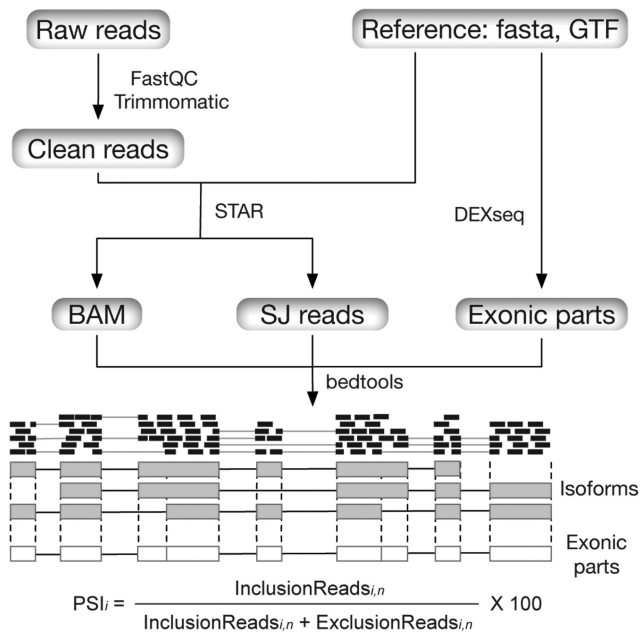 Raw reads
Reference: fasta, GTF
FastQC
Trimmomatic
Clean reads
STAR
DEXseq
BAM
SJ reads
Exonic parts
bedtools
Isoforms
Exonic
parts
PSIi = InclusionReadsi,n / InclusionReadsi,n + ExclusionReadsi,n X 100